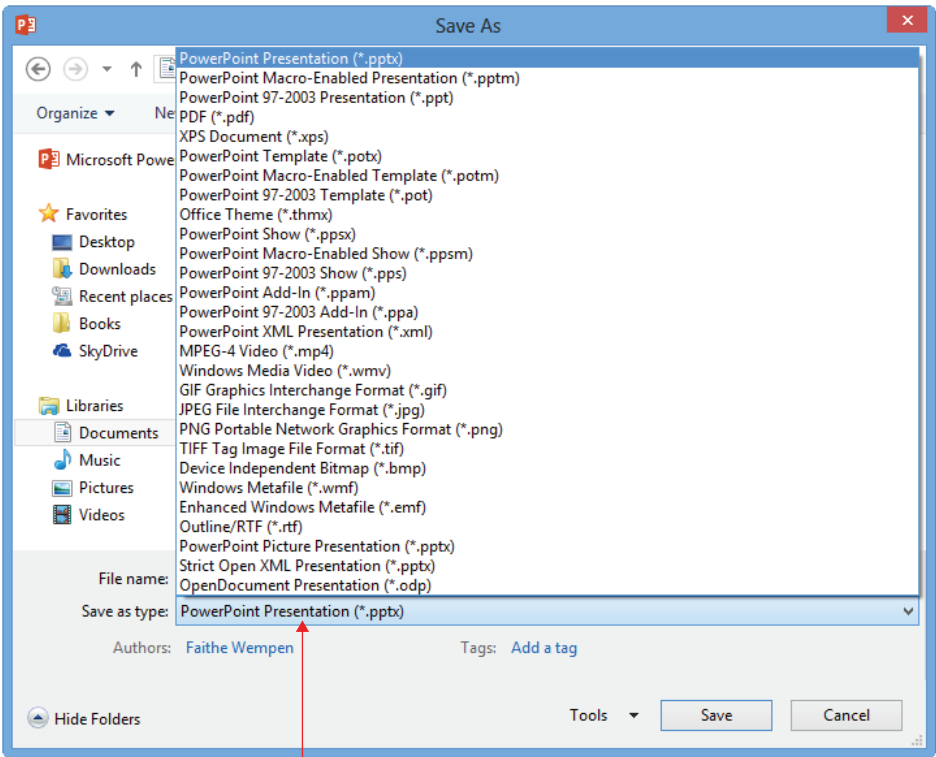 Save As
PowerPoint Presentation (*.pptx)
PowerPoint Macro-Enabled Presentation (*.pptm)
PowerPoint 97-2003 Presentation (*.ppt)
PDF (*.pdf)
XPS Document (*.xps)
PowerPoint Template (*.potx)
PowerPoint Macro-Enabled Template (*.potm)
PowerPoint 97-2003 Template (*.pot)
Office Theme (*.thmx)
PowerPoint Show (*.ppsx)
PowerPoint Macro-Enabled Show (*.ppsm)
PowerPoint 97-2003 Show (*.pps)
PowerPoint Add-In (*.ppam)
PowerPoint 97-2003 Add-In (*.ppa)
PowerPoint XML Presentation (*.xml)
MPEG-4 Video (*.mp4)
Windows Media Video (*.wmv)
GIF Graphics Interchange Format (*.gif)
JPEG File Interchange Format (*.jpg)
PNG Portable Network Graphics Format (*.png)
TIFF Tag Image File Format (*.tif)
Device Independent Bitmap (*.bmp)
Windows Metafile (*.wmf)
Enhanced Windows Metafile (*.emf)
Outline/RTF (*.rtf)
PowerPoint Picture Presentation (*.pptx)
Strict Open XML Presentation (*.pptx)
OpenDocument Presentation (*.odp)
Organize
Ne
Microsoft Powe
Favorites
Desktop
Downloads
Recent places
Books
SkyDrive
Libraries
Documents
Music
Pictures
Videos
File name:
Save as type: PowerPoint Presentation (*.pptx)
Authors: Faithe Wempen Tags: Add a tag
Hide Folders Tools Save Cancel